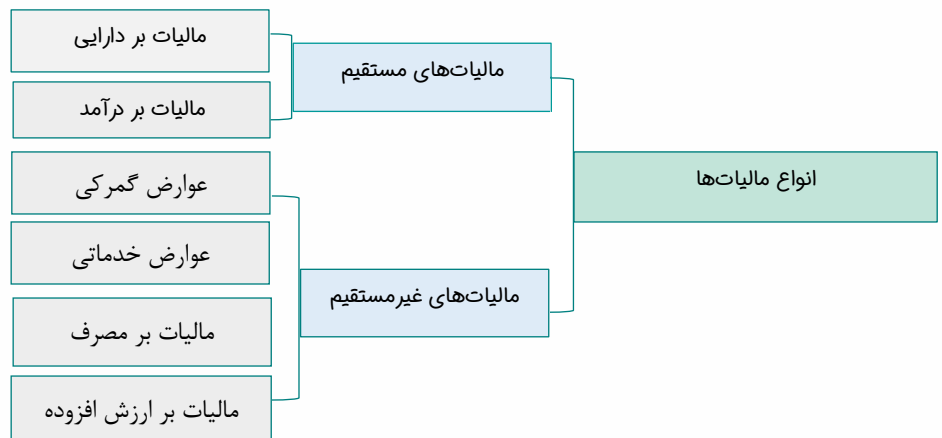 انواع مالیات‌ها
مالیات‌های مستقیم
مالیات بر دارایی
مالیات بر درآمد
مالیات‌های غیرمستقیم
عوارض گمرکی
عوارض خدماتی
مالیات بر مصرف
مالیات بر ارزش افزوده